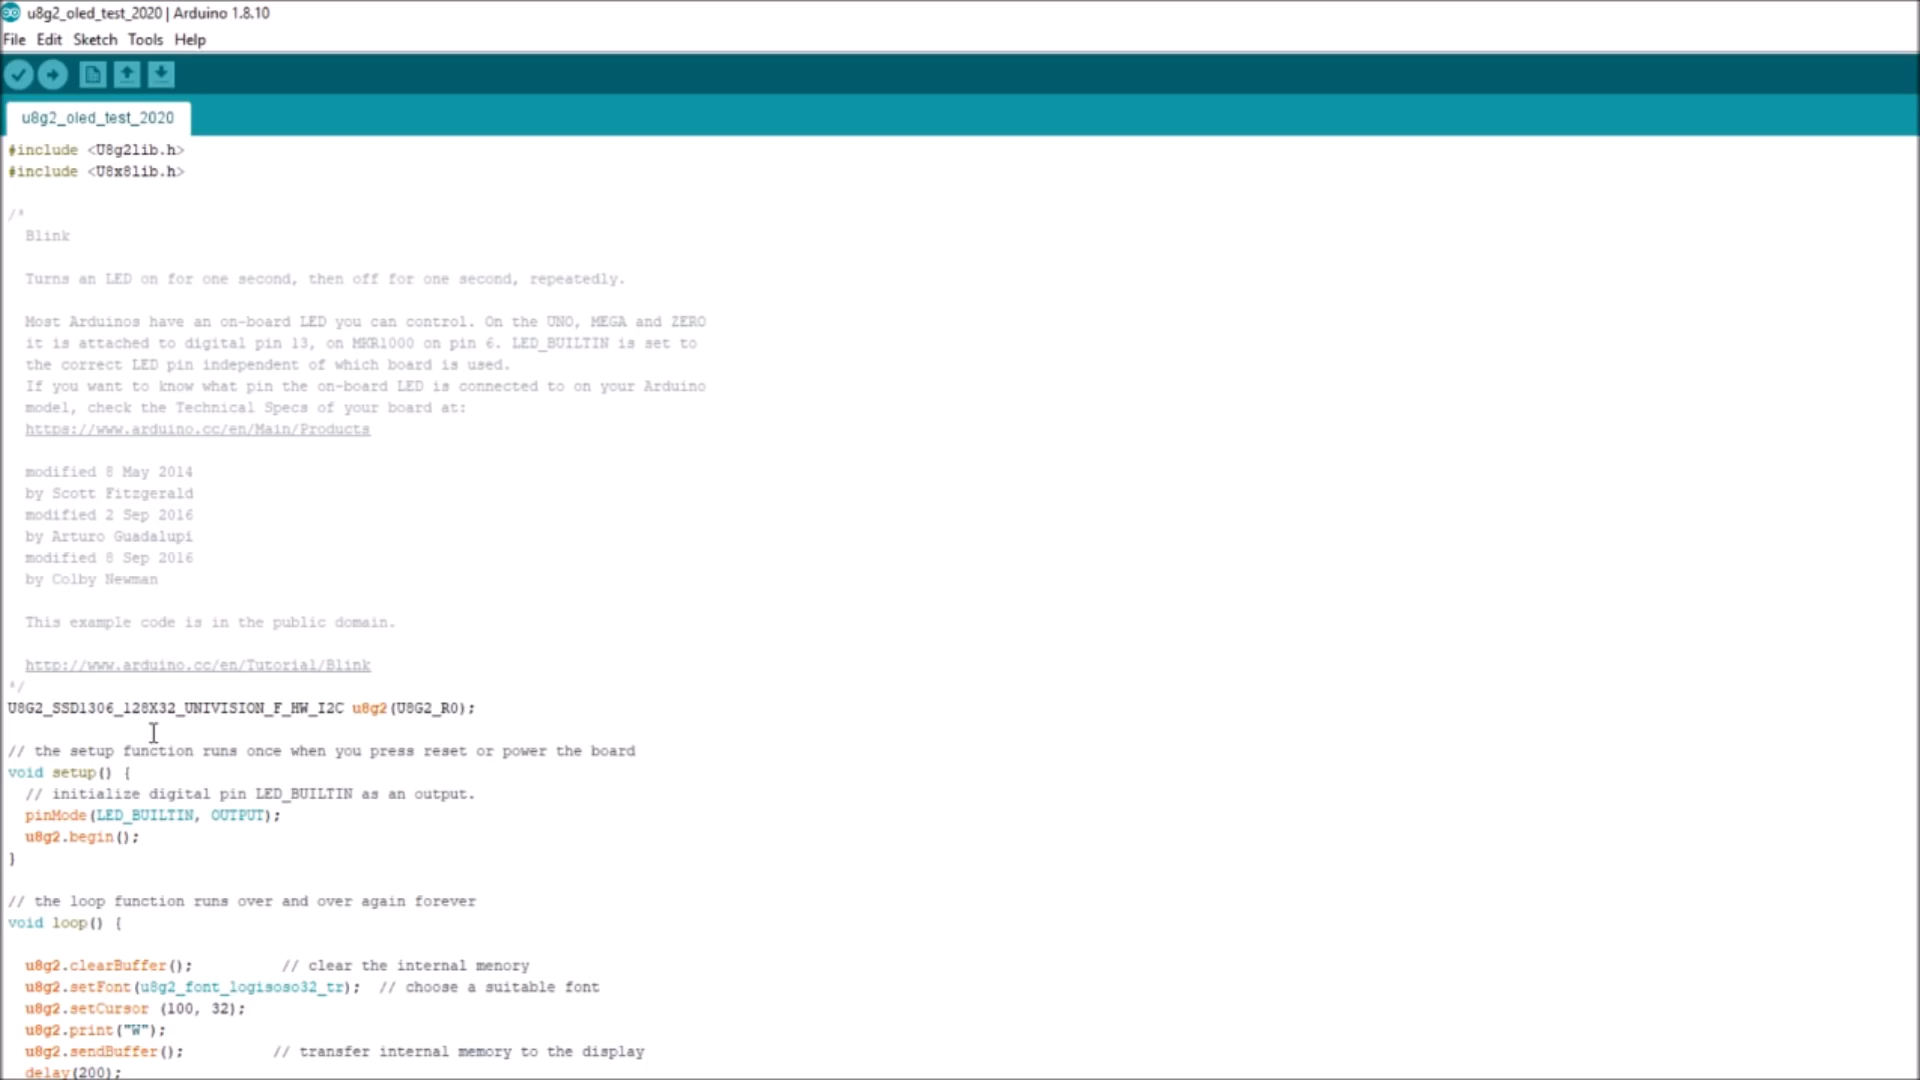 u8g2_oled_test_2020 | Arduino 1.8.10
File Edit Sketch Tools Help
u8g2_oled_test_2020
#include <U8g2lib.h>
#include <U8x8lib.h>
/*
Blink
Turns an LED on for one second, then off for one second, repeatedly.
Most Arduinos have an on-board LED you can control. On the UNO, MEGA and ZERO
it is attached to digital pin 13, on MKR1000 on pin 6. LED_BUILTIN is set to
the correct LED pin independent of which board is used.
If you want to know what pin the on-board LED is connected to on your Arduino
model, check the Technical Specs of your board at:
https://www.arduino.cc/en/Main/Products
modified 8 May 2014
by Scott Fitzgerald
modified 2 Sep 2016
by Arturo Guadalupi
modified 8 Sep 2016
by Colby Newman
This example code is in the public domain.
http://www.arduino.cc/en/Tutorial/Blink
*/
U8G2_SSD1306_128X32_UNIVISION_F_HW_I2C u8g2(U8G2_R0);
// the setup function runs once when you press reset or power the board
void setup() {
// initialize digital pin LED_BUILTIN as an output.
pinMode(LED_BUILTIN, OUTPUT);
u8g2.begin();
}
// the loop function runs over and over again forever
void loop() {
u8g2.clearBuffer(); // clear the internal menory
u8g2.setFont(u8g2_font_logisoso32_tr); // choose a suitable font
u8g2.setCursor (100, 32);
u8g2.print("W");
u8g2.sendBuffer(); // transfer internal memory to the display
delay(200);